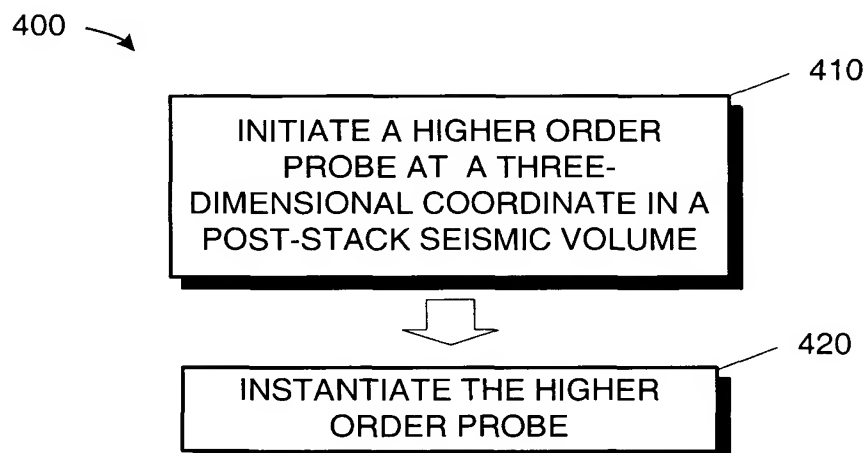 400
410
INITIATE A HIGHER ORDER
PROBE AT A THREE-
DIMENSIONAL COORDINATE IN A
POST-STACK SEISMIC VOLUME
420
INSTANTIATE THE HIGHER
ORDER PROBE